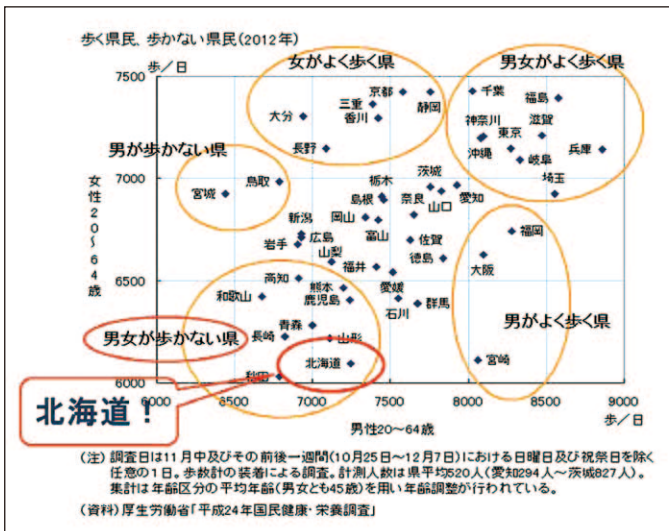 歩く県民、歩かない県民(2012年)
歩／日
7500
女がよく歩く県
男女がよく歩く県
京都
静岡
千葉
福島
三重
香川
大分
神奈川
滋賀
東京
長野
沖縄
岐阜
兵庫
男が歩かない県
7000
鳥取
宮城
栃木
茨城
埼玉
島根
奈良
愛知
山口
女性20～64歳
新潟
岡山
福岡
広島
富山
佐賀
岩手
山梨
大阪
6500
福井
徳島
高知
熊本
愛媛
和歌山
鹿児島
石川
群馬
男がよく歩く県
青森
男女が歩かない県
長崎
山形
北海道
宮崎
秋田
6000
北海道！
6000
6500
7000
7500
8000
8500
9000
男性20～64歳
歩／日
(注) 調査日は11月中及びその前後一週間(10月25日～12月7日)における日曜日及び祝祭日を除く
任意の1日。歩数計の装着による調査。計測人数は県平均520人(愛知294人～茨城827人)。
集計は年齢区分の平均年齢(男女とも45歳)を用い年齢調整が行われている。
(資料)厚生労働省「平成24年国民健康・栄養調査」